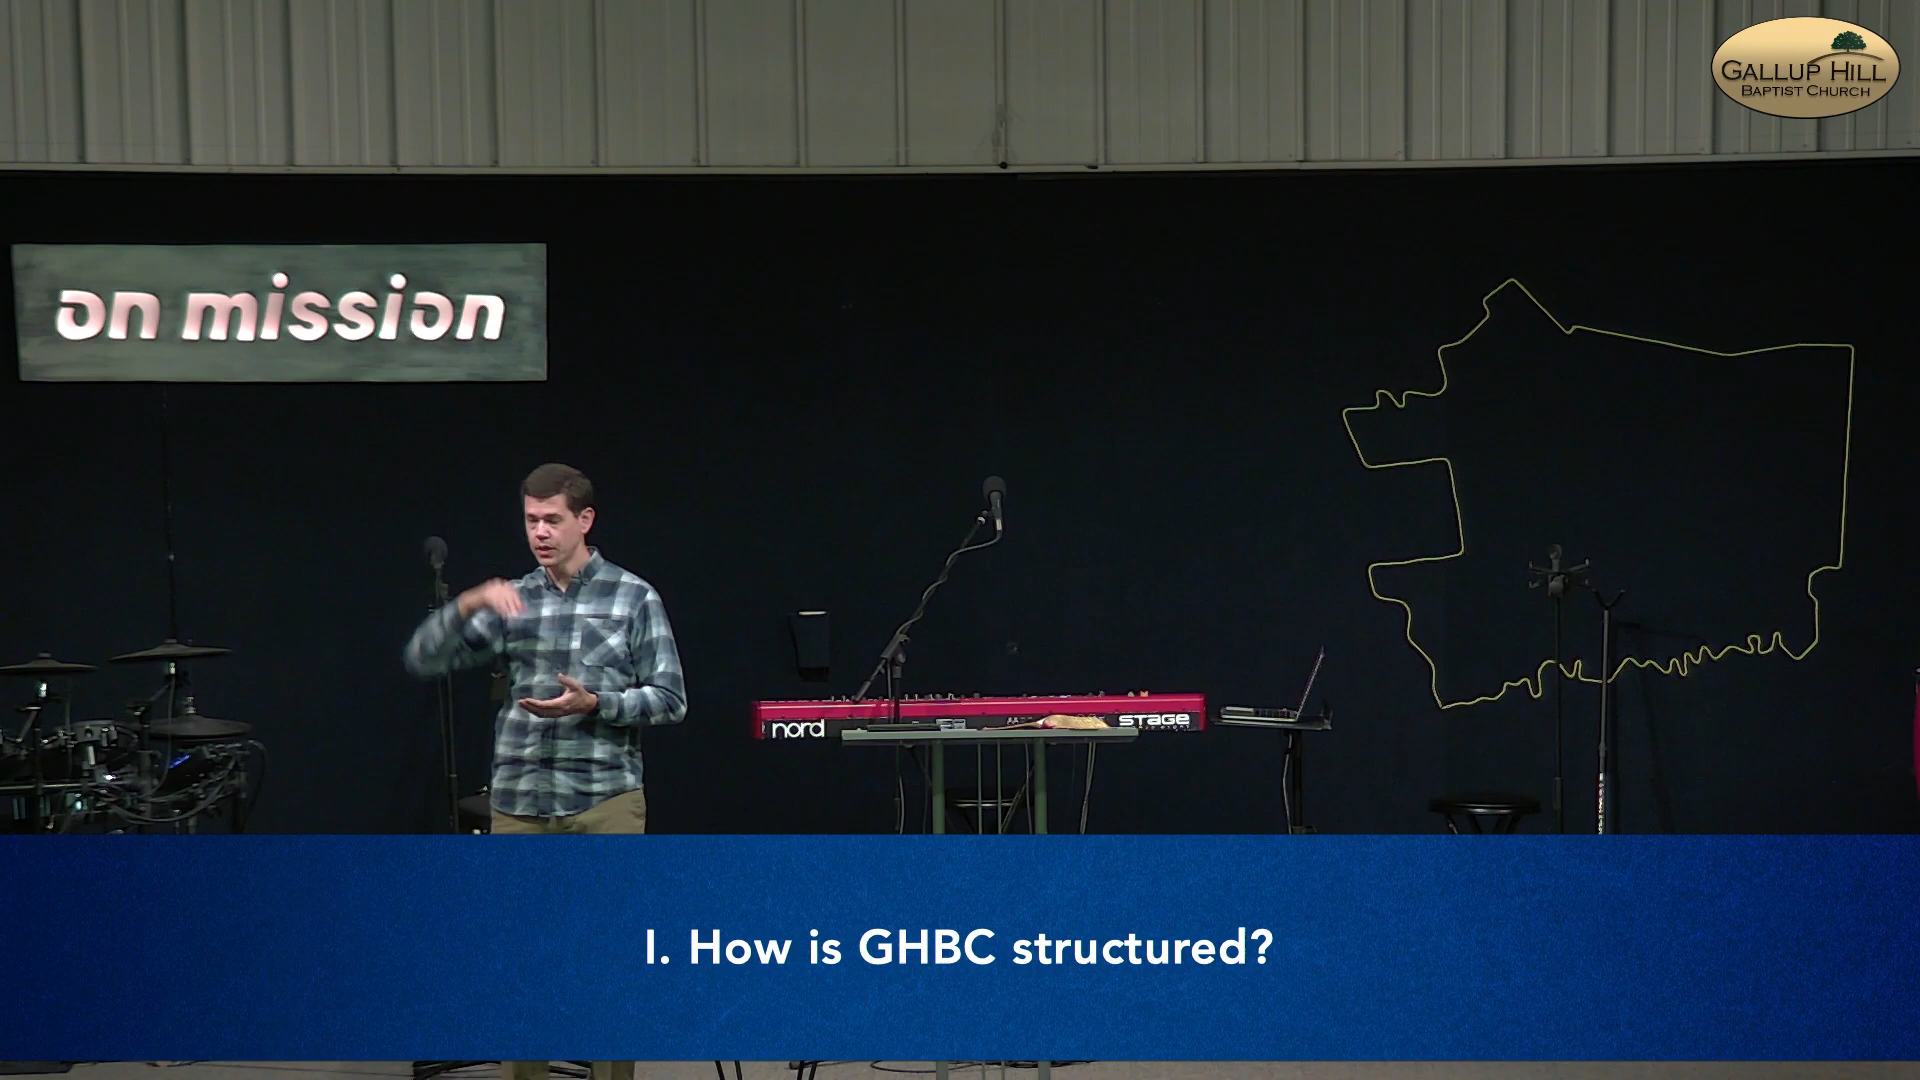 GALLUP HILL
BAPTIST CHURCH
on mission
nord
STAGE
I. How is GHBC structured?